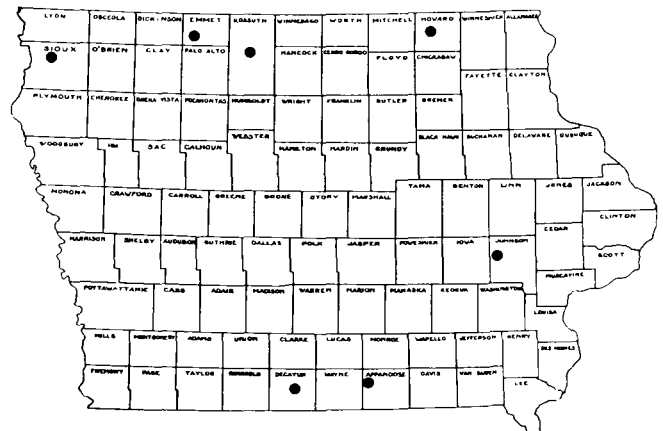 LYON OSCEOLA DICKINSON EMMET KOSSUTH WINNEBAGO WORTH MITCHELL HOWARD WINNESHIEK ALLAMAKEE
SIOUX O'BRIEN CLAY PALO ALTO HANCOCK CERRO GORDO FLOYD CHICKASAW
FAYETTE CLAYTON
PLYMOUTH CHEROKEE BUENA VISTA POCAHONTAS HUMBOLDT WRIGHT FRANKLIN BUTLER BREMER
WOODBURY IDA SAC CALHOUN WEBSTER HAMILTON HARDIN GRUNDY BLACK HAWK BUCHANAN DELAWARE DUBUQUE
MONONA CRAWFORD CARROLL GREENE BOONE STORY MARSHALL TAMA BENTON LINN JONES JACKSON
CLINTON
CEDAR
HARRISON SHELBY AUDUBON GUTHRIE DALLAS POLK JASPER POWESHIEK IOWA JOHNSON SCOTT
MUSCATINE
POTTAWATTAMIE CASS ADAIR MADISON WARREN MARION MAHASKA KEOKUK WASHINGTON
LOUISA
MILLS MONTGOMERY ADAMS UNION CLARKE LUCAS MONROE WAPELLO JEFFERSON HENRY
DES MOINES
FREMONT PAGE TAYLOR RINGGOLD DECATUR WAYNE APPANOOSE DAVIS VAN BUREN
LEE